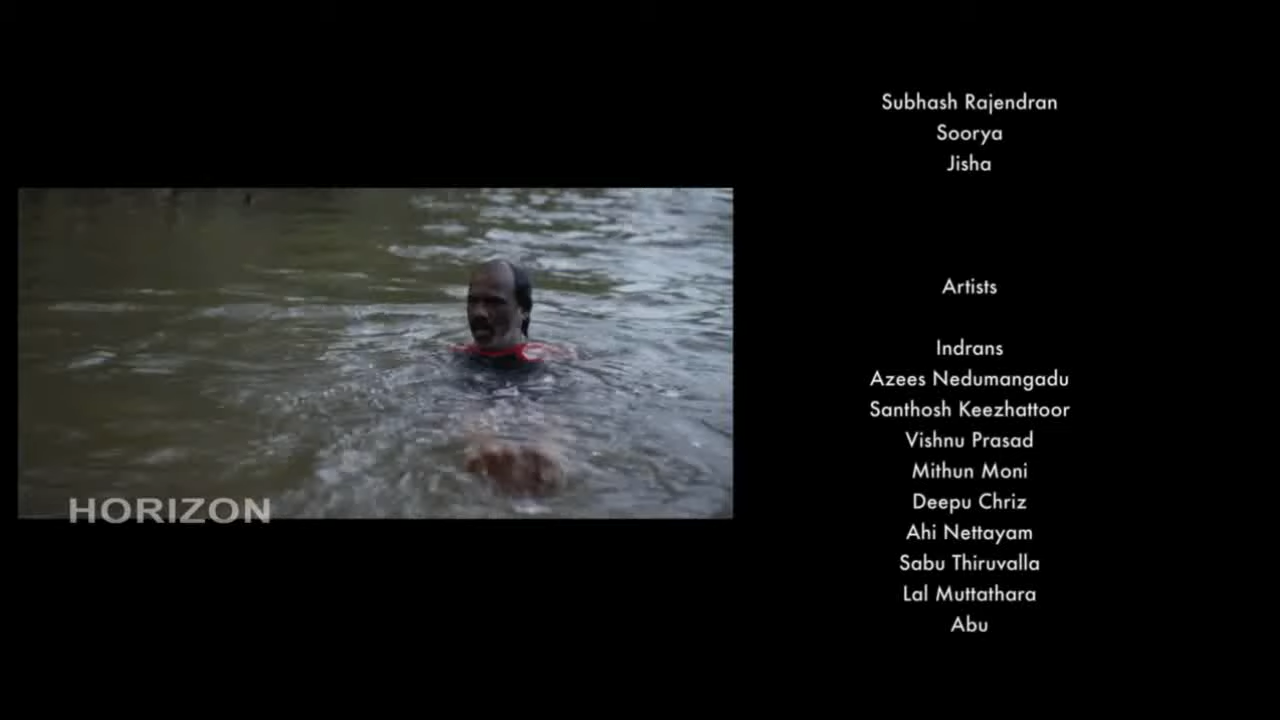 Subhash Rajendran
Soorya
Jisha
Artists
Indrans
Azees Nedumangadu
Santhosh Keezhattoor
Vishnu Prasad
Mithun Moni
Deepu Chriz
Ahi Nettayam
Sabu Thiruvalla
Lal Muttathara
Abu
HORIZON